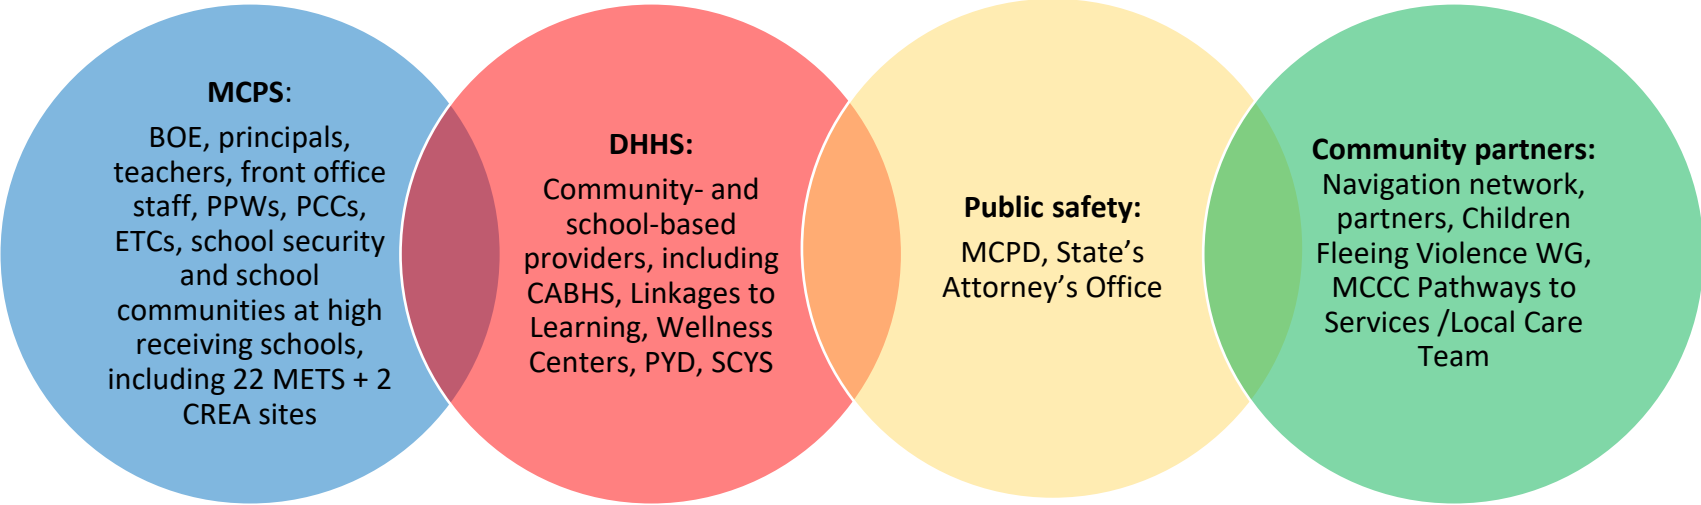 MCPS:
BOE, principals,
teachers, front office
staff, PPWs, PCCs,
ETCs, school security
and school
communities at high
receiving schools,
including 22 METS + 2
CREA sites
DHHS:
Community- and
school-based
providers, including
CABHS, Linkages to
Learning, Wellness
Centers, PYD, SCYS
Public safety:
MCPD, State’s
Attorney’s Office
Community partners:
Navigation network,
partners, Children
Fleeing Violence WG,
MCCC Pathways to
Services /Local Care
Team